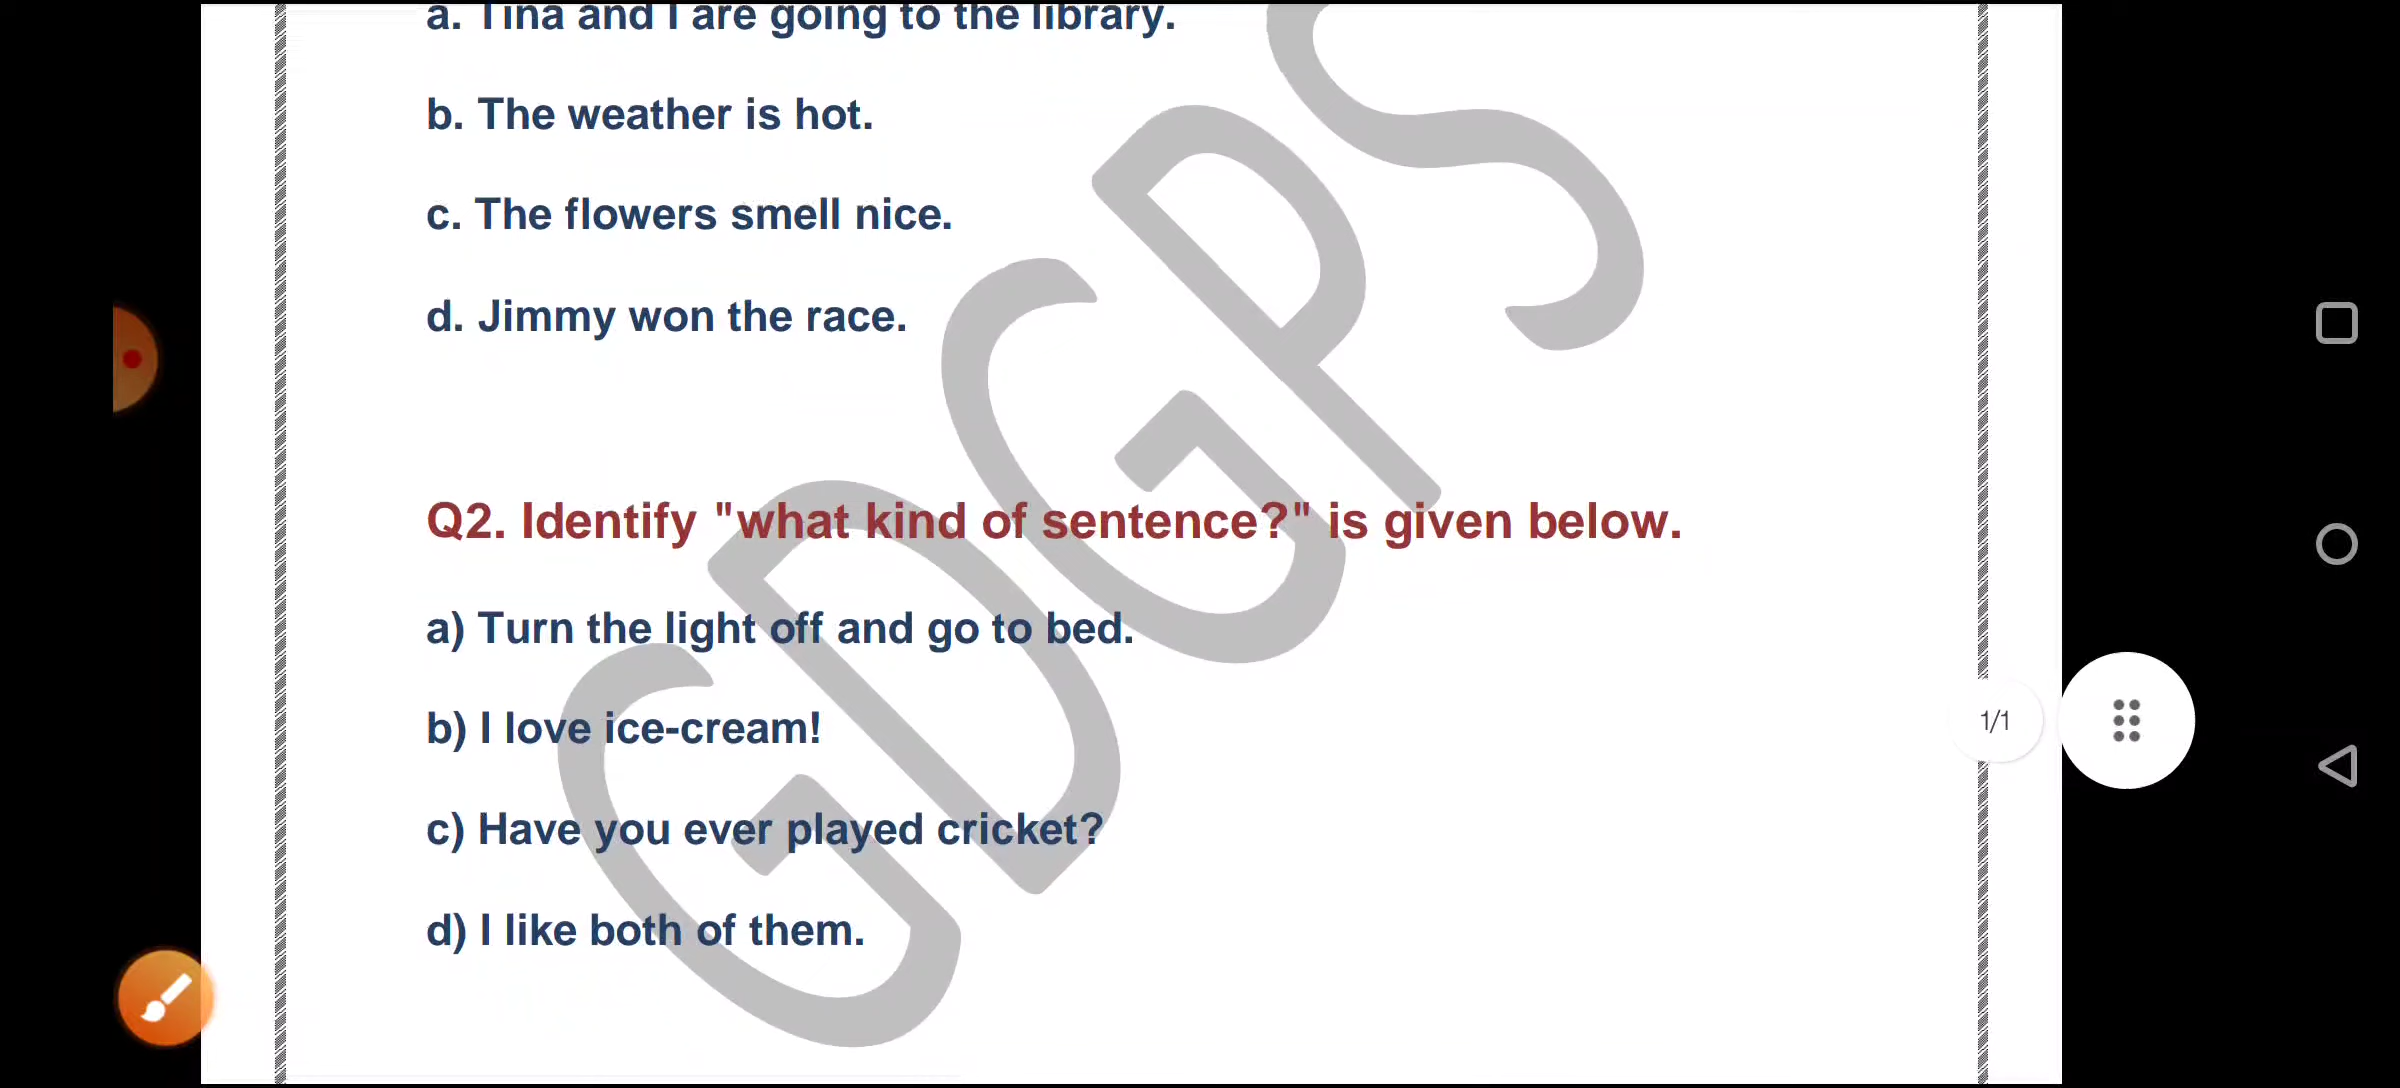 a. Tina and I are going to the library.
b. The weather is hot.
c. The flowers smell nice.
d. Jimmy won the race.
Q2. Identify "what kind of sentence?" is given below.
a) Turn the light off and go to bed.
b) I love ice-cream!
c) Have you ever played cricket?
d) I like both of them.
GDGPS
1/1